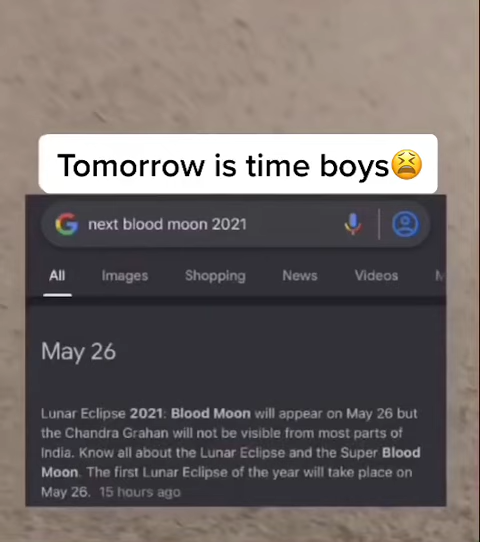 Tomorrow is time boys😫
next blood moon 2021
All Images Shopping News Videos M
May 26
Lunar Eclipse 2021: Blood Moon will appear on May 26 but
the Chandra Grahan will not be visible from most parts of
India. Know all about the Lunar Eclipse and the Super Blood
Moon. The first Lunar Eclipse of the year will take place on
May 26. 15 hours ago